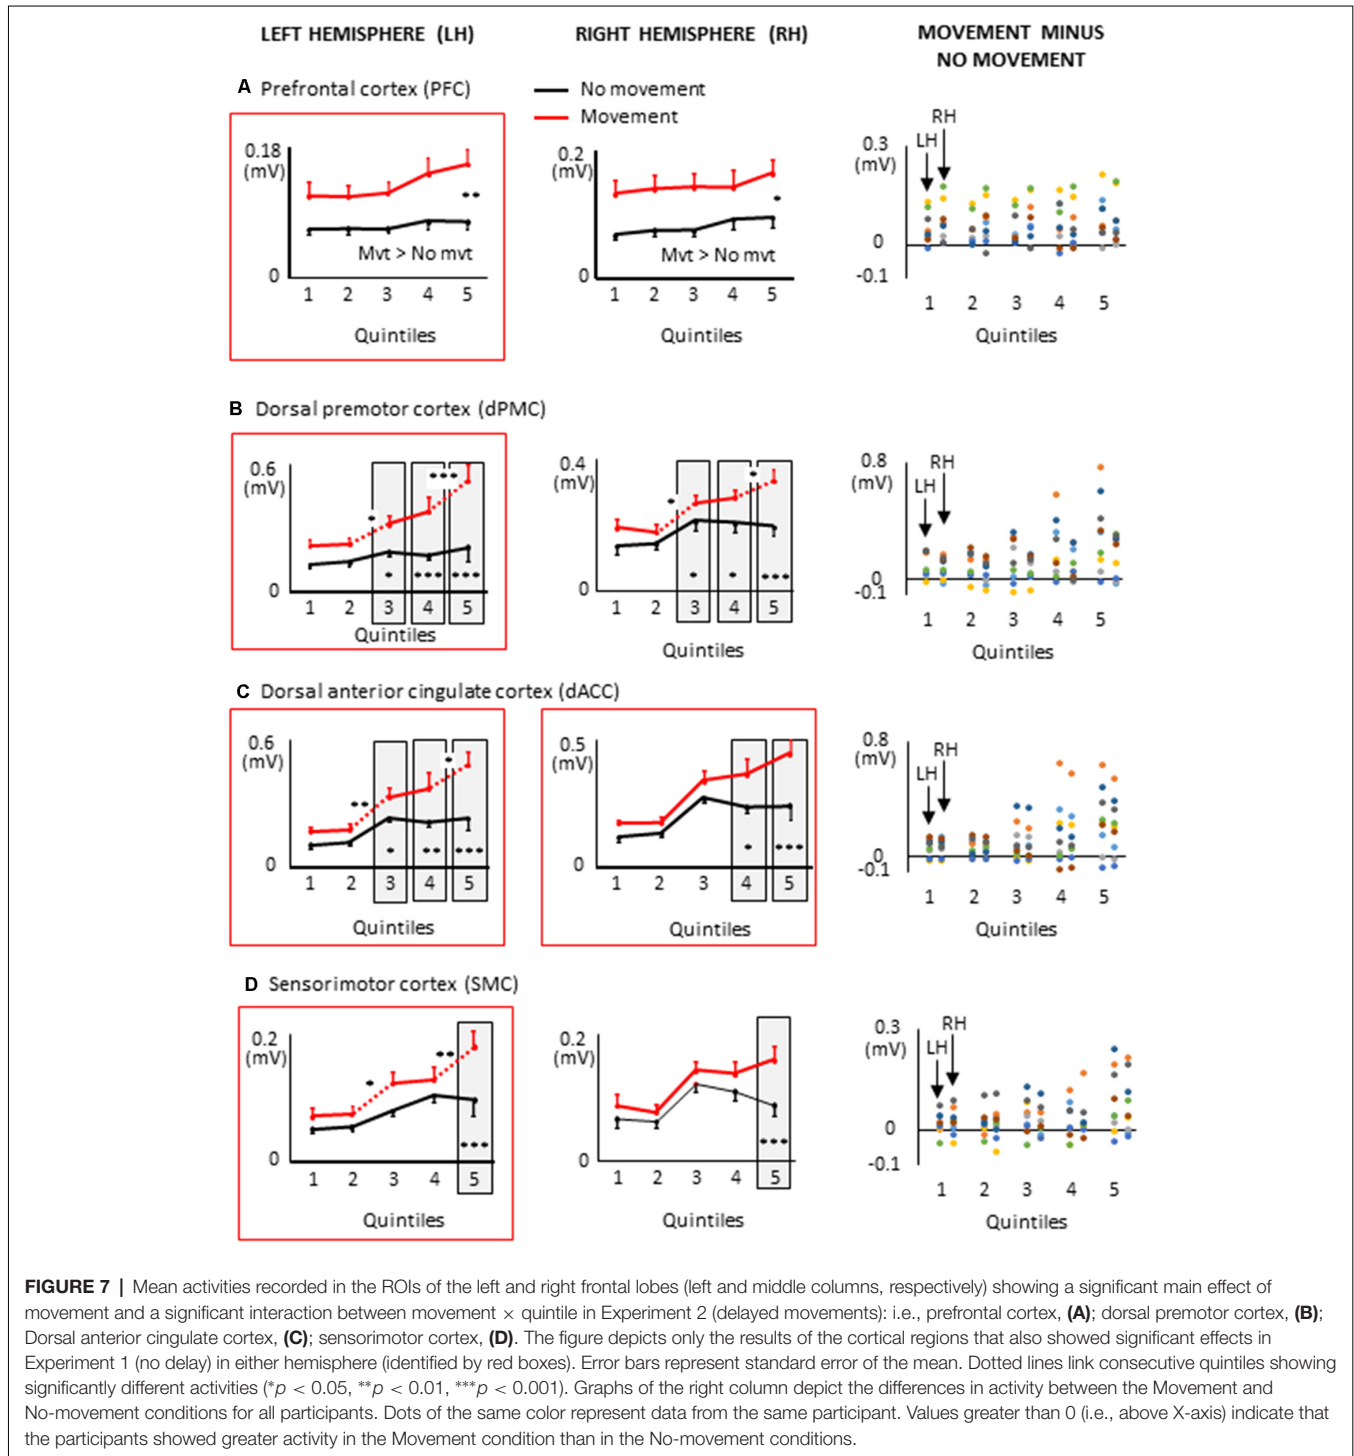 LEFT HEMISPHERE (LH)
RIGHT HEMISPHERE (RH)
MOVEMENT MINUS
NO MOVEMENT
A Prefrontal cortex (PFC)
No movement
Movement
0.18
(mV)
0
**
Mvt > No mvt
1 2 3 4 5
Quintiles
0.2
(mV)
0
*
Mvt > No mvt
1 2 3 4 5
Quintiles
RH
LH
0.3
(mV)
0
-0.1
1 2 3 4 5
Quintiles
B Dorsal premotor cortex (dPMC)
0.6
(mV)
0
* ***
* *** ***
1 2 3 4 5
Quintiles
0.4
(mV)
0
* *
* * ***
1 2 3 4 5
Quintiles
RH
LH
0.8
(mV)
0
-0.1
1 2 3 4 5
Quintiles
C Dorsal anterior cingulate cortex (dACC)
0.6
(mV)
0
** *
* ** ***
1 2 3 4 5
Quintiles
0.5
(mV)
0
* ***
1 2 3 4 5
Quintiles
RH
LH
0.8
(mV)
0
-0.1
1 2 3 4 5
Quintiles
D Sensorimotor cortex (SMC)
0.2
(mV)
0
* **
***
1 2 3 4 5
Quintiles
0.2
(mV)
0
***
1 2 3 4 5
Quintiles
RH
LH
0.3
(mV)
0
-0.1
1 2 3 4 5
Quintiles
FIGURE 7 | Mean activities recorded in the ROIs of the left and right frontal lobes (left and middle columns, respectively) showing a significant main effect of
movement and a significant interaction between movement × quintile in Experiment 2 (delayed movements): i.e., prefrontal cortex, (A); dorsal premotor cortex, (B);
Dorsal anterior cingulate cortex, (C); sensorimotor cortex, (D). The figure depicts only the results of the cortical regions that also showed significant effects in
Experiment 1 (no delay) in either hemisphere (identified by red boxes). Error bars represent standard error of the mean. Dotted lines link consecutive quintiles showing
significantly different activities (*p < 0.05, **p < 0.01, ***p < 0.001). Graphs of the right column depict the differences in activity between the Movement and
No-movement conditions for all participants. Dots of the same color represent data from the same participant. Values greater than 0 (i.e., above X-axis) indicate that
the participants showed greater activity in the Movement condition than in the No-movement conditions.